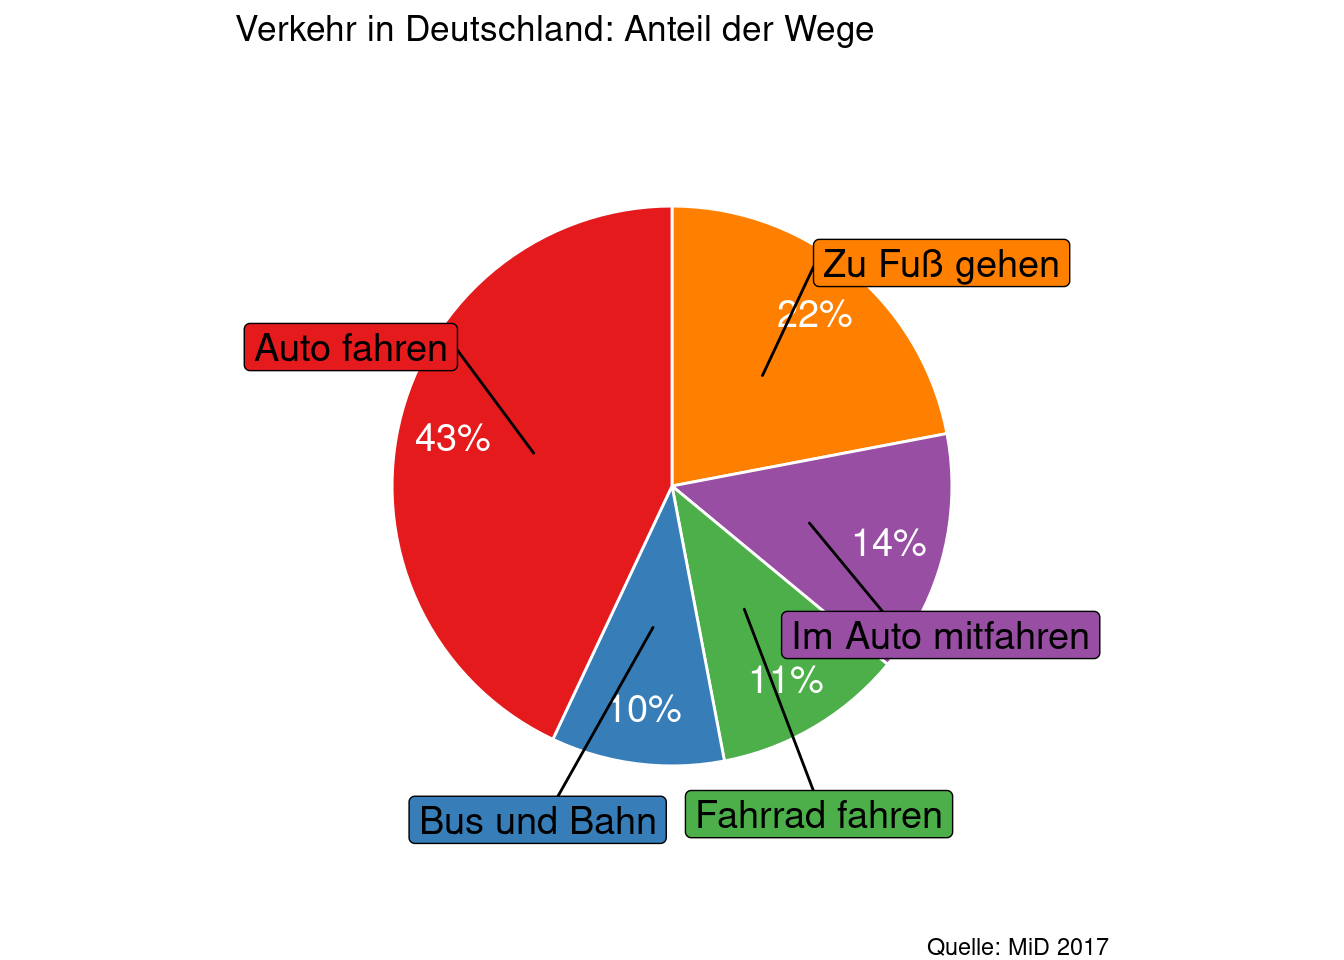 Verkehr in Deutschland: Anteil der Wege
Zu Fuß gehen
22%
Auto fahren
43%
14%
Im Auto mitfahren
11%
10%
Bus und Bahn
Fahrrad fahren
Quelle: MiD 2017